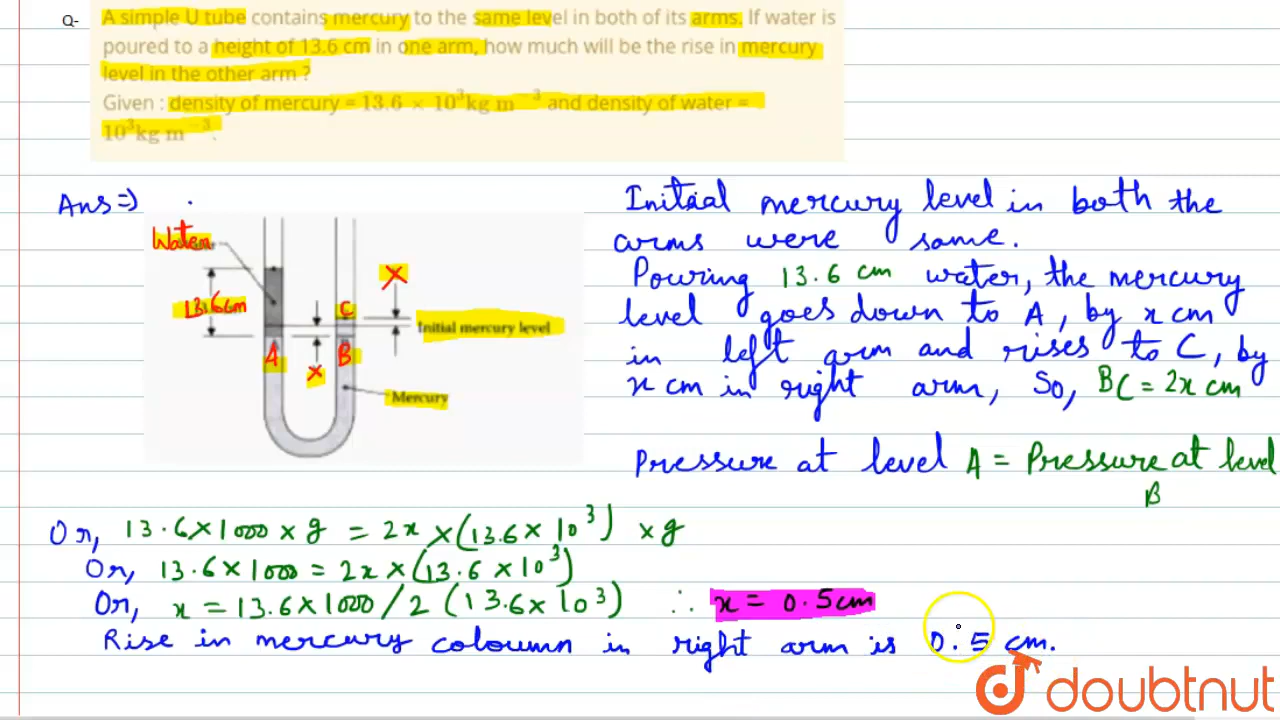 Q- A simple U tube contains mercury to the same level in both of its arms. If water is
poured to a height of 13.6 cm in one arm, how much will be the rise in mercury
level in the other arm ?
Given : density of mercury = 13.6 × 10³kg m⁻³ and density of water =
10³kg m⁻³.
Ans⇒
Water
13.6cm
X
C
Initial mercury level
A
B
X
Mercury
Initial mercury level in both the
arms were same.
Pouring 13.6 cm water, the mercury
level goes down to A, by x cm
in left arm and rises to C, by
x cm in right arm, So, BC = 2x cm
Pressure at level A = Pressure at level
B
Or, 13.6×1000×g = 2x×(13.6×10³)×g
Or, 13.6×1000 = 2x×(13.6×10³)
Or, x = 13.6×1000/2(13.6×10³) ∴ x = 0.5cm
Rise in mercury coloumn in right arm is 0.5 cm.
doubtnut